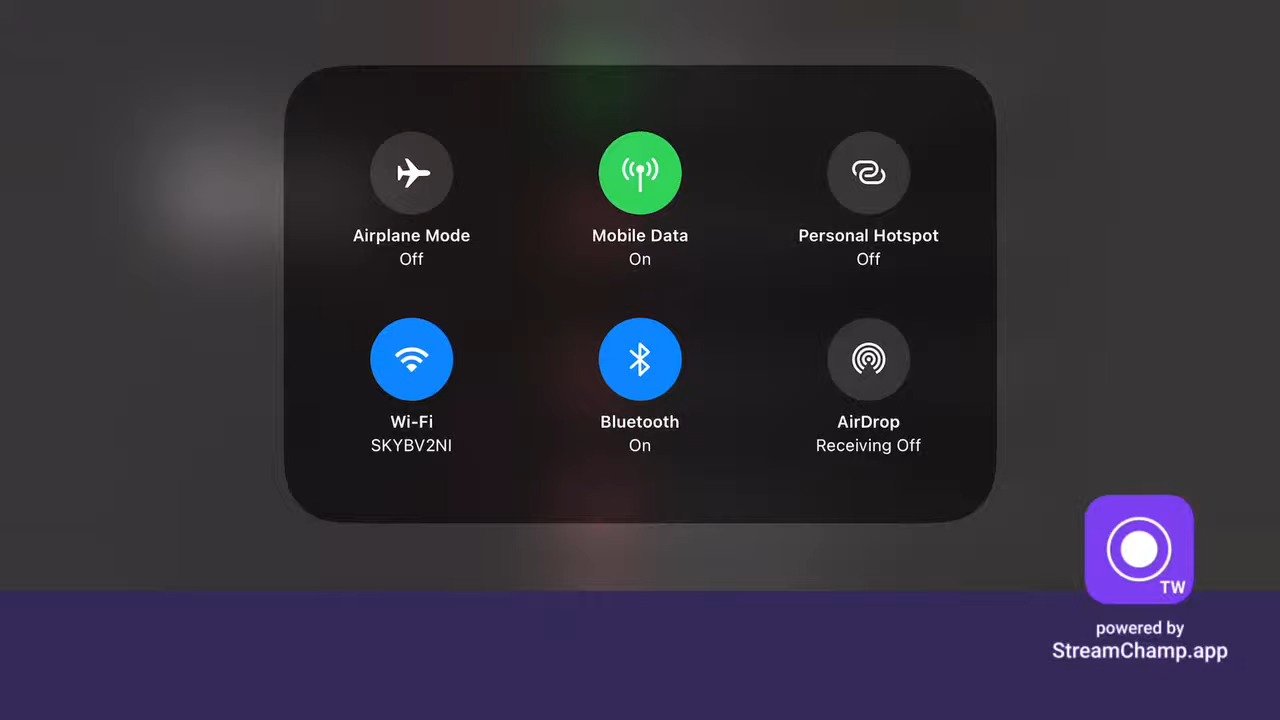 Airplane Mode
Off
Mobile Data
On
Personal Hotspot
Off
Wi-Fi
SKYBV2NI
Bluetooth
On
AirDrop
Receiving Off
TW
powered by
StreamChamp.app